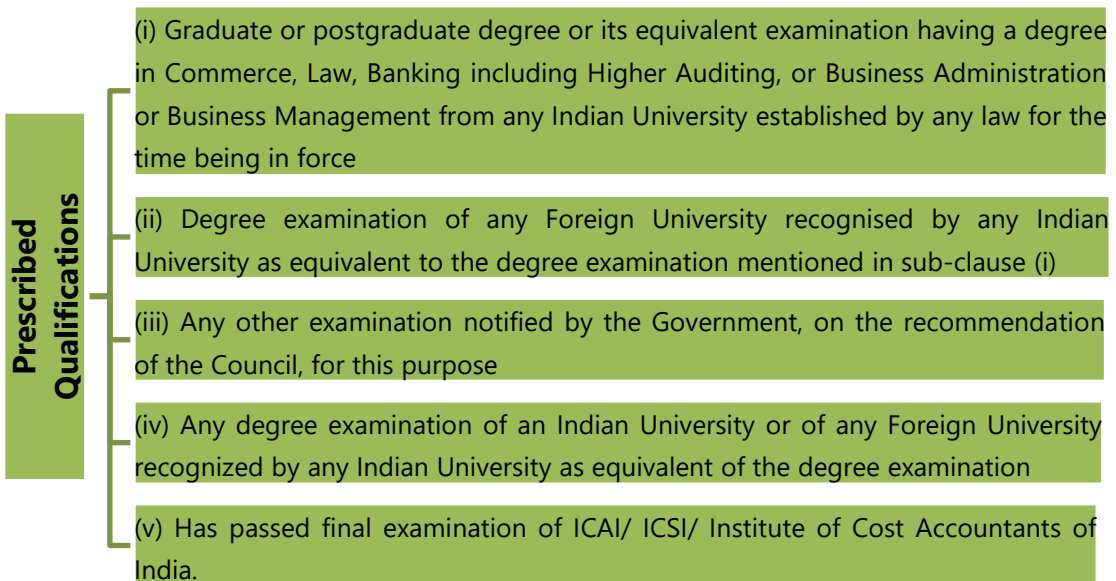 Prescribed
Qualifications
(i) Graduate or postgraduate degree or its equivalent examination having a degree
in Commerce, Law, Banking including Higher Auditing, or Business Administration
or Business Management from any Indian University established by any law for the
time being in force
(ii) Degree examination of any Foreign University recognised by any Indian
University as equivalent to the degree examination mentioned in sub-clause (i)
(iii) Any other examination notified by the Government, on the recommendation
of the Council, for this purpose
(iv) Any degree examination of an Indian University or of any Foreign University
recognized by any Indian University as equivalent of the degree examination
(v) Has passed final examination of ICAI/ ICSI/ Institute of Cost Accountants of
India.